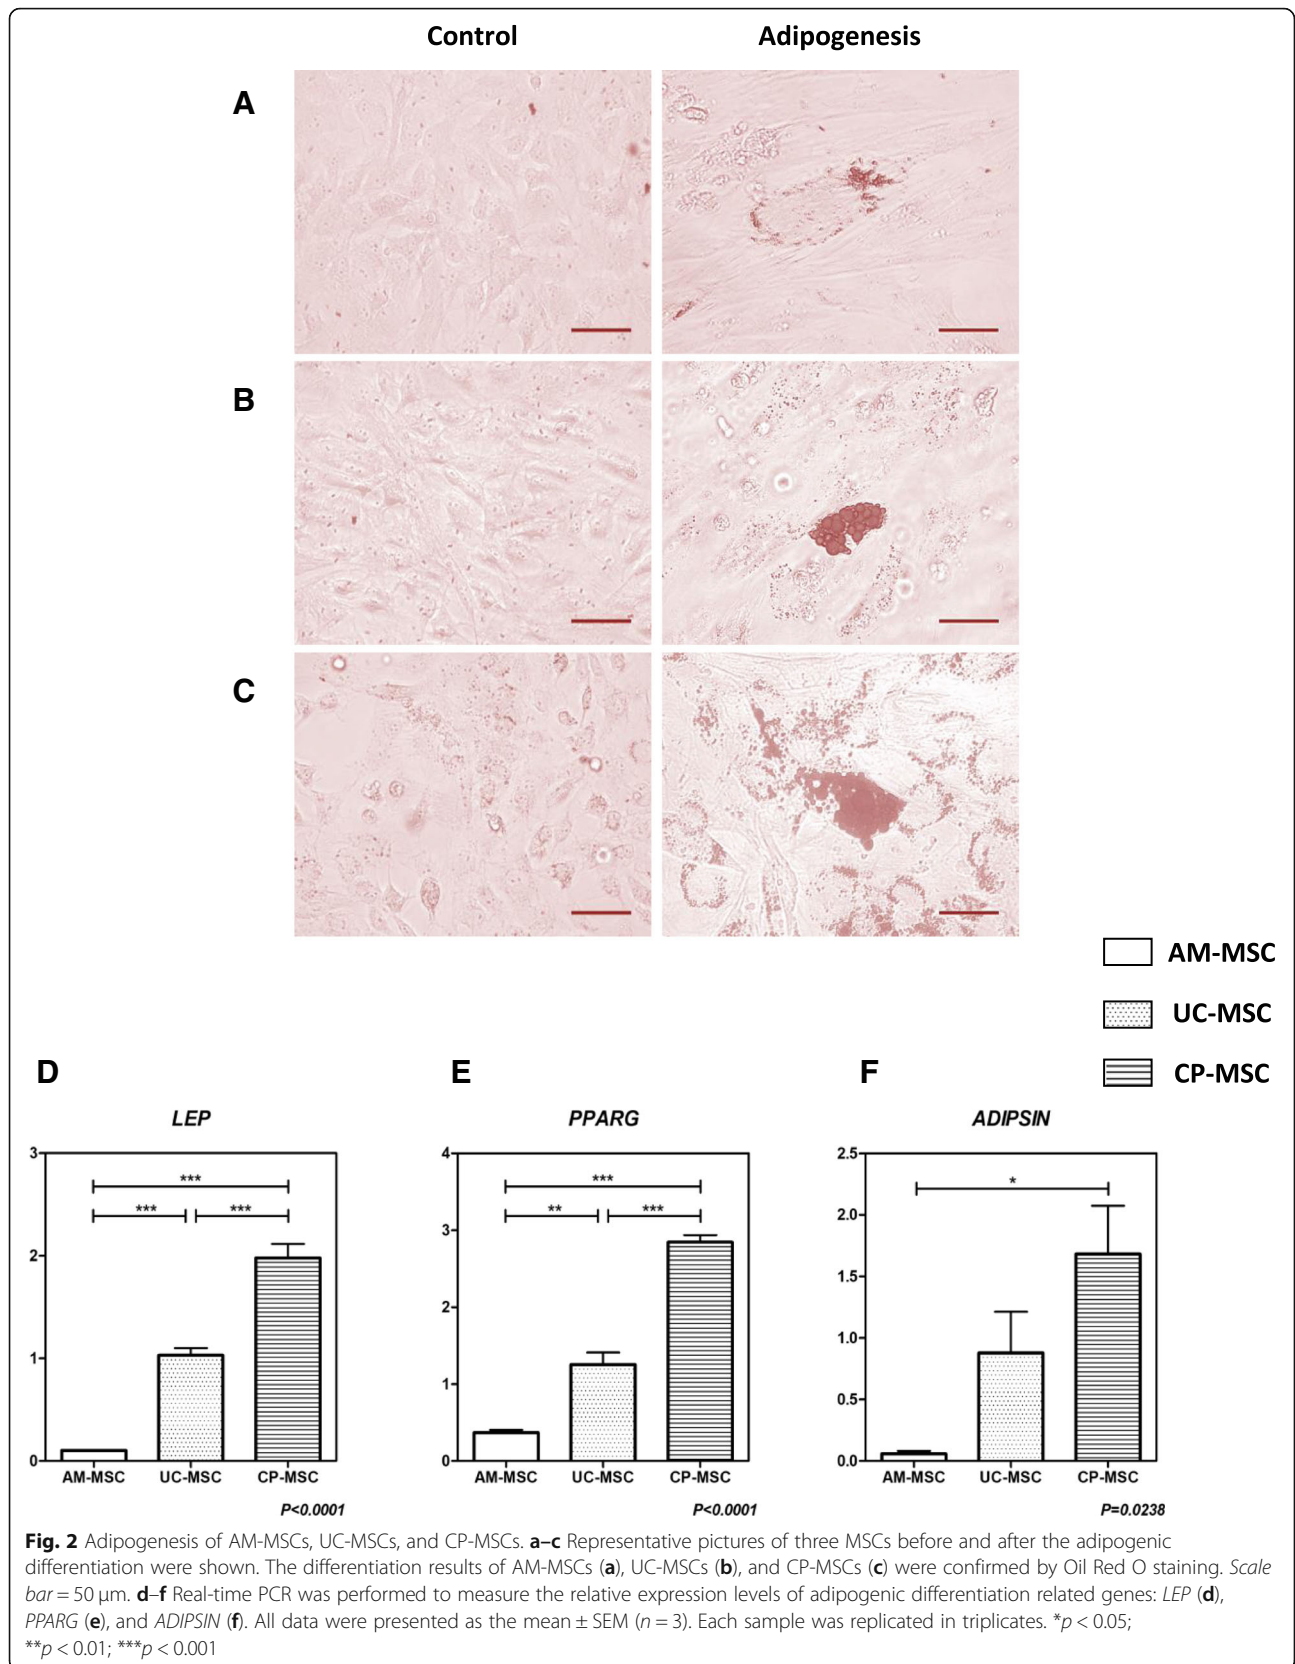 Control Adipogenesis
A
B
C
AM-MSC
UC-MSC
CP-MSC
D E F
LEP PPARG ADIPSIN
3
2
1
0
***
*** ***
AM-MSC UC-MSC CP-MSC
P<0.0001
4
3
2
1
0
***
** ***
AM-MSC UC-MSC CP-MSC
P<0.0001
2.5
2.0
1.5
1.0
0.5
0.0
*
AM-MSC UC-MSC CP-MSC
P=0.0238
Fig. 2 Adipogenesis of AM-MSCs, UC-MSCs, and CP-MSCs. a–c Representative pictures of three MSCs before and after the adipogenic
differentiation were shown. The differentiation results of AM-MSCs (a), UC-MSCs (b), and CP-MSCs (c) were confirmed by Oil Red O staining. Scale
bar = 50 μm. d–f Real-time PCR was performed to measure the relative expression levels of adipogenic differentiation related genes: LEP (d),
PPARG (e), and ADIPSIN (f). All data were presented as the mean ± SEM (n = 3). Each sample was replicated in triplicates. *p < 0.05;
**p < 0.01; ***p < 0.001